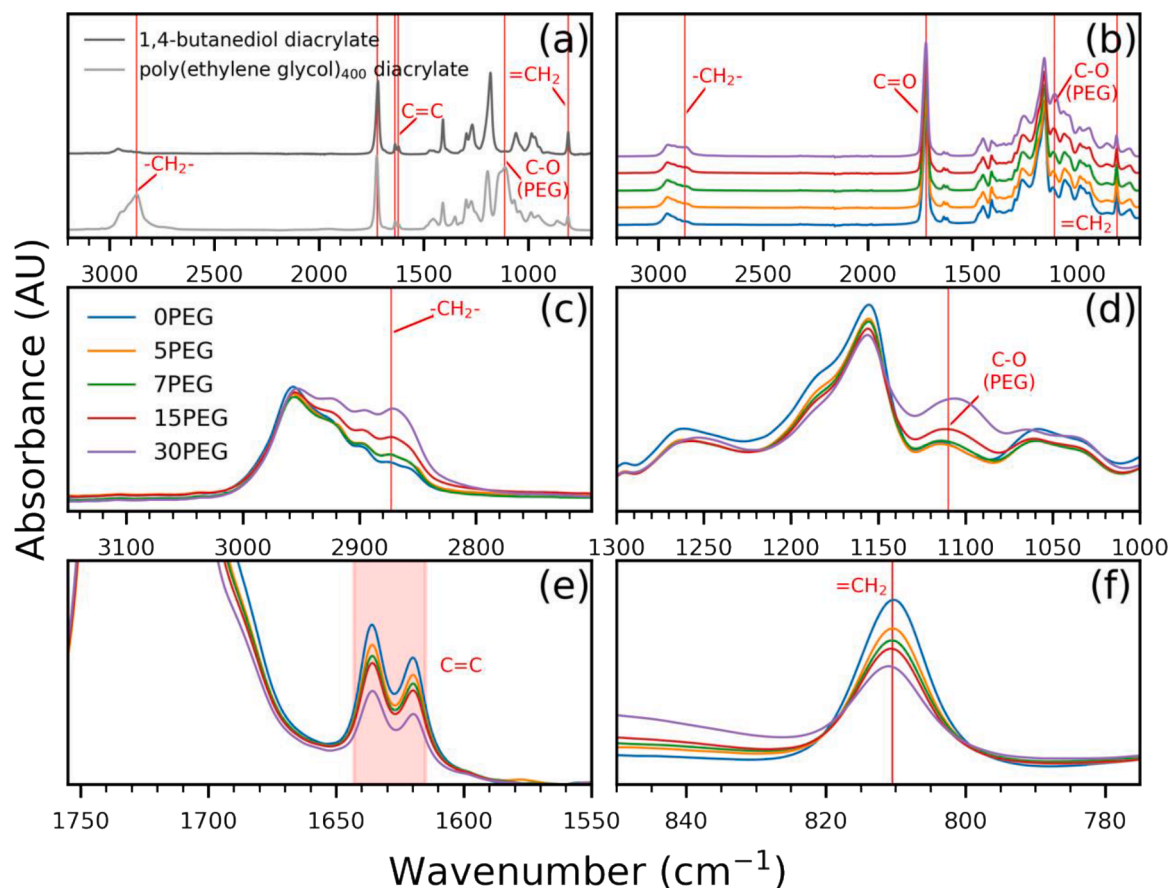 (a)
1,4-butanediol diacrylate
poly(ethylene glycol)₄₀₀ diacrylate
=CH₂
C=C
-CH₂-
C-O
(PEG)
3000 2500 2000 1500 1000
(b)
-CH₂-
C=O
C-O
(PEG)
=CH₂
3000 2500 2000 1500 1000
Absorbance (AU)
(c)
0PEG
5PEG
7PEG
15PEG
30PEG
-CH₂-
3100 3000 2900 2800
(d)
C-O
(PEG)
1300 1250 1200 1150 1100 1050 1000
(e)
C=C
1750 1700 1650 1600 1550
(f)
=CH₂
840 820 800 780
Wavenumber (cm⁻¹)